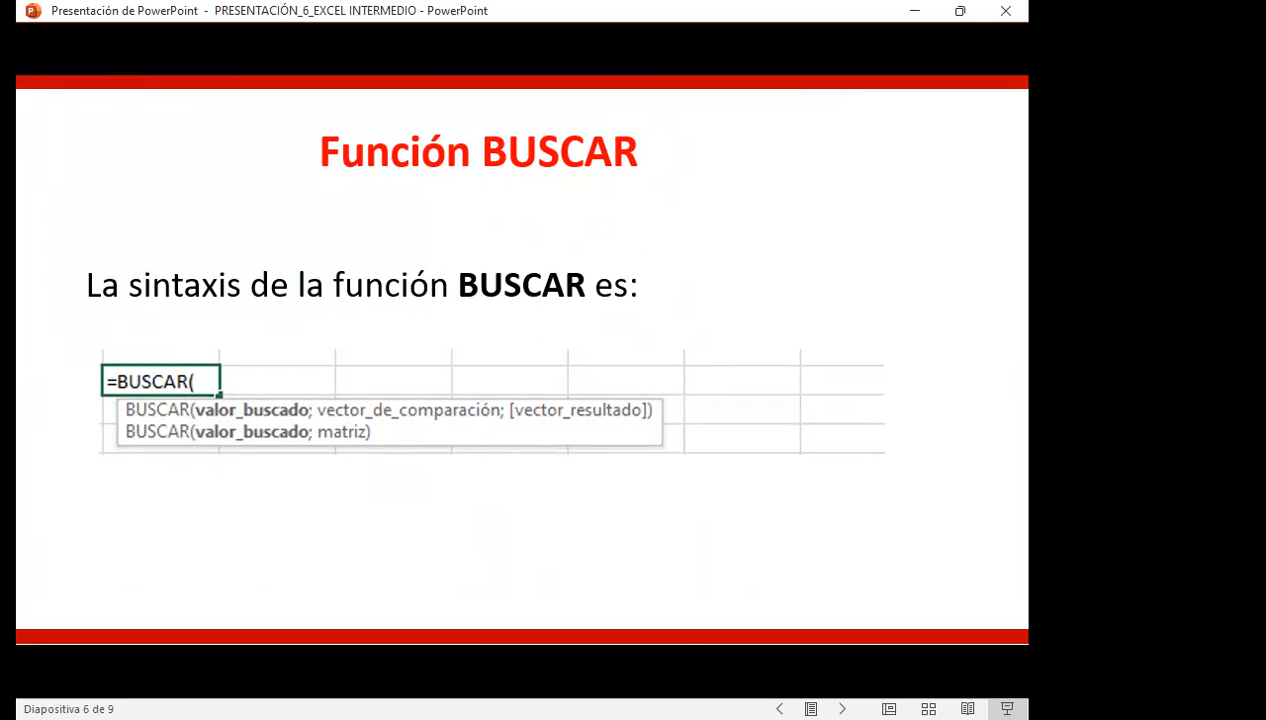 Presentación de PowerPoint - PRESENTACIÓN_6_EXCEL INTERMEDIO - PowerPoint
Función BUSCAR
La sintaxis de la función BUSCAR es:
=BUSCAR(
BUSCAR(valor_buscado; vector_de_comparación; [vector_resultado])
BUSCAR(valor_buscado; matriz)
Diapositiva 6 de 9